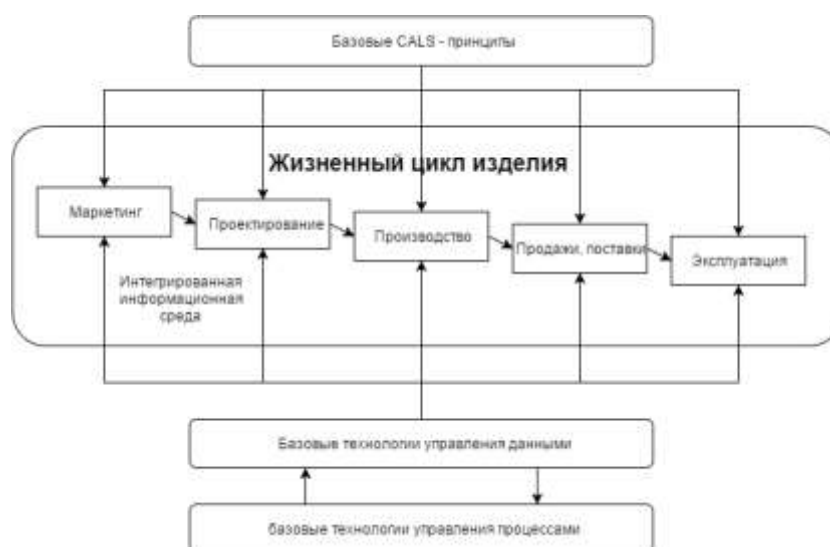 Базовые CALS - принципы
Жизненный цикл изделия
Маркетинг
Проектирование
Производство
Продажи, поставки
Эксплуатация
Интегрированная
информационная
среда
Базовые технологии управления данными
базовые технологии управления процессами